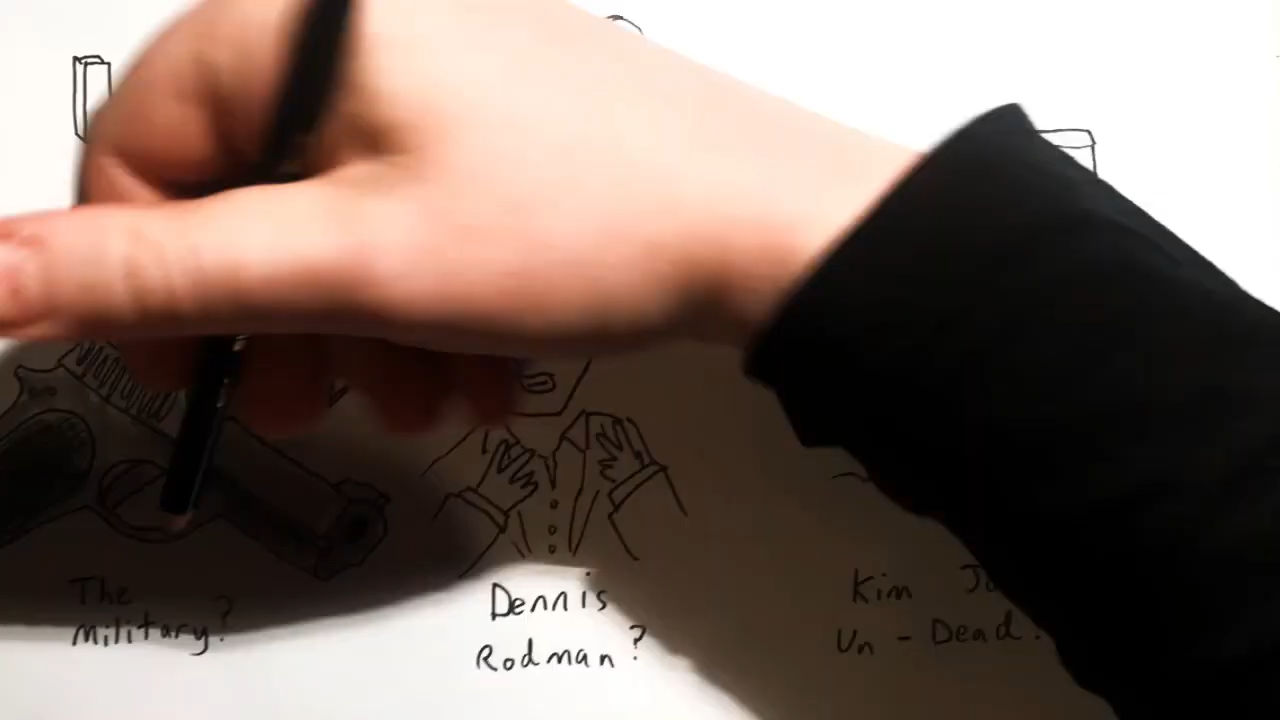 The
Military?
Dennis
Rodman?
Kim
Un - Dead.